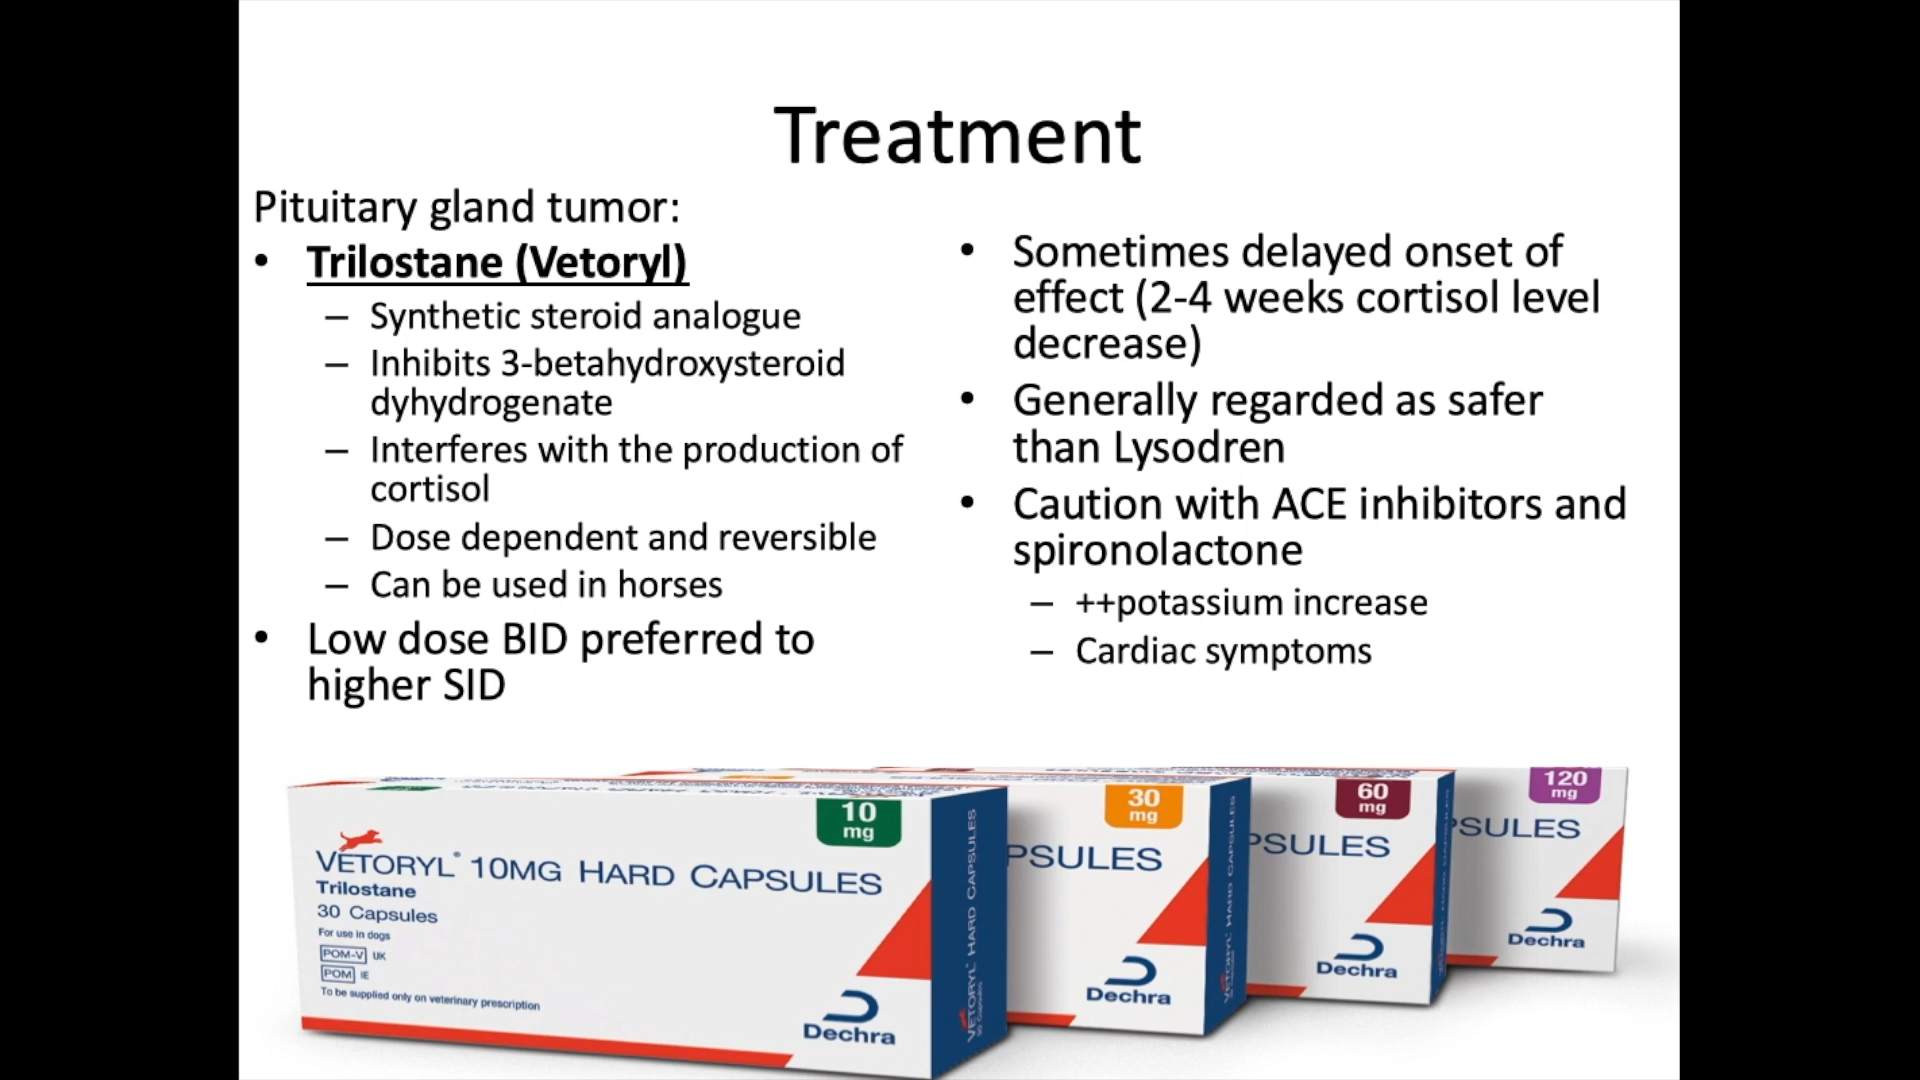 Treatment
Pituitary gland tumor:
• Trilostane (Vetoryl)
– Synthetic steroid analogue
– Inhibits 3-betahydroxysteroid
dyhydrogenate
– Interferes with the production of
cortisol
– Dose dependent and reversible
– Can be used in horses
• Low dose BID preferred to
higher SID
• Sometimes delayed onset of
effect (2-4 weeks cortisol level
decrease)
• Generally regarded as safer
than Lysodren
• Caution with ACE inhibitors and
spironolactone
– ++potassium increase
– Cardiac symptoms
10
mg
VETORYL® 10MG HARD CAPSULES
Trilostane
30 Capsules
For use in dogs
POM-V UK
POM IE
To be supplied only on veterinary prescription
Dechra
VETORYL® HARD CAPSULES
30 Capsules
30
mg
PSULES
Dechra
VETORYL® HARD CAPSULES
60
mg
PSULES
Dechra
120
mg
PSULES
Dechra